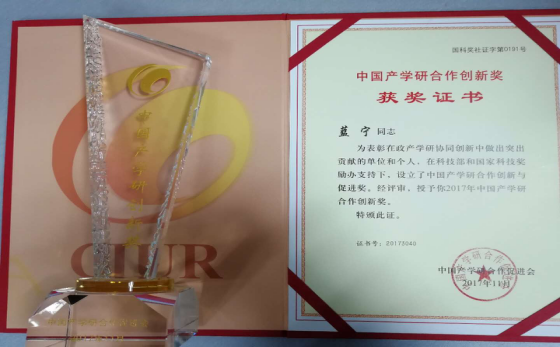 CIUR
国科奖社证字第0191号
中国产学研合作创新奖
获奖证书
蓝宁 同志
为表彰在政产学研协同创新中做出突出
贡献的单位和个人，在科技部和国家科技奖
励办支持下，设立了中国产学研合作创新与
促进奖。经评审，授予你2017年中国产学研
合作创新奖。
特颁此证。
证书号：20173040
中国产学研合作促进会
2017年11月